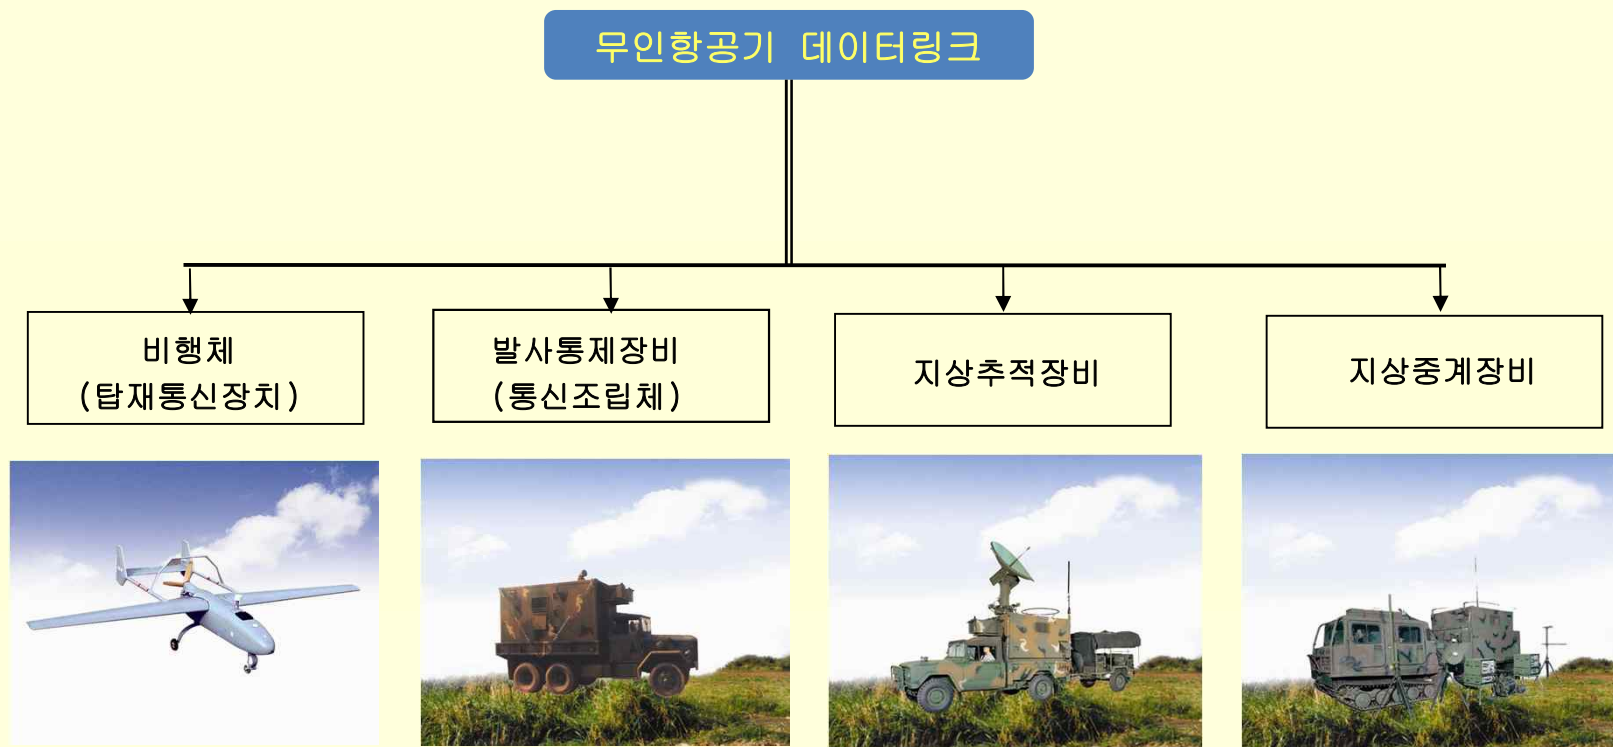 무인항공기 데이터링크
비행체
(탑재통신장치)
발사통제장비
(통신조립체)
지상추적장비
지상중계장비